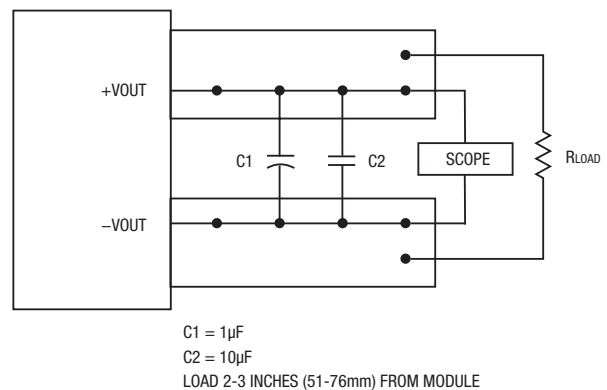 +VOUT
C1
C2
SCOPE
RLOAD
−VOUT
C1 = 1µF
C2 = 10µF
LOAD 2-3 INCHES (51-76mm) FROM MODULE